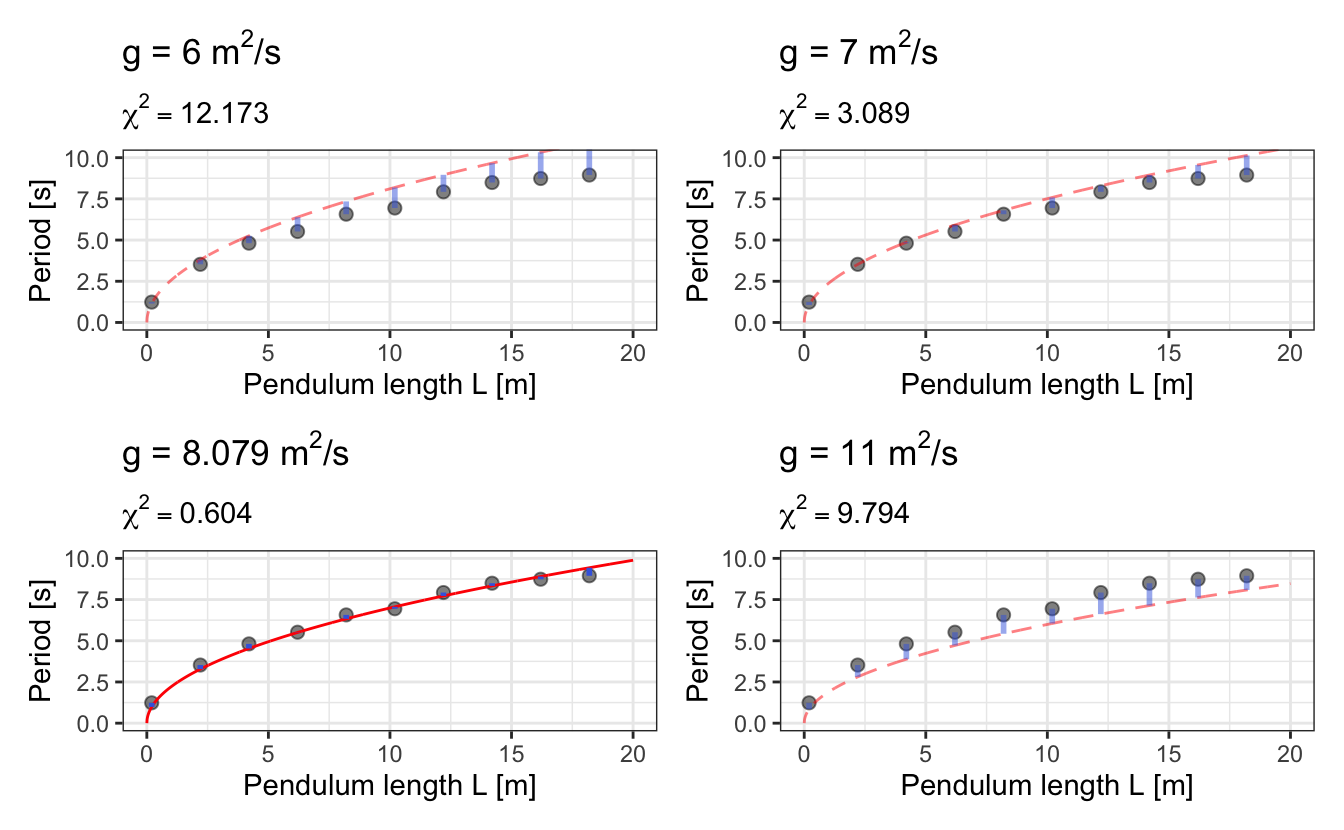 g = 6 m²/s
χ² = 12.173
10.0
7.5
5.0
2.5
0.0
Period [s]
0 5 10 15 20
Pendulum length L [m]
g = 7 m²/s
χ² = 3.089
10.0
7.5
5.0
2.5
0.0
Period [s]
0 5 10 15 20
Pendulum length L [m]
g = 8.079 m²/s
χ² = 0.604
10.0
7.5
5.0
2.5
0.0
Period [s]
0 5 10 15 20
Pendulum length L [m]
g = 11 m²/s
χ² = 9.794
10.0
7.5
5.0
2.5
0.0
Period [s]
0 5 10 15 20
Pendulum length L [m]